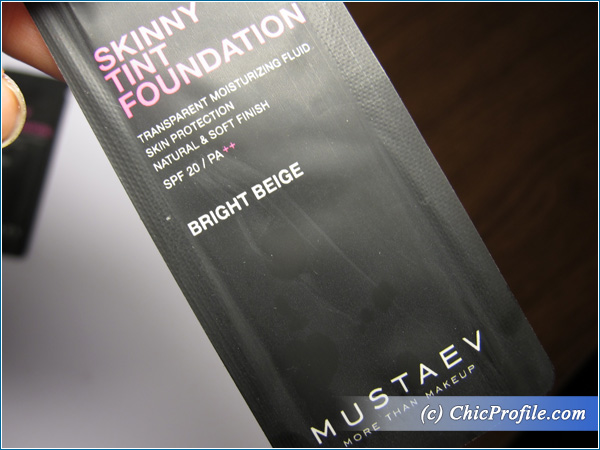 SKINNY
TINT
FOUNDATION
TRANSPARENT MOISTURIZING FLUID
SKIN PROTECTION
NATURAL & SOFT FINISH
SPF 20 / PA++
BRIGHT BEIGE
MUSTAEV
MORE THAN MAKEUP
(c) ChicProfile.com